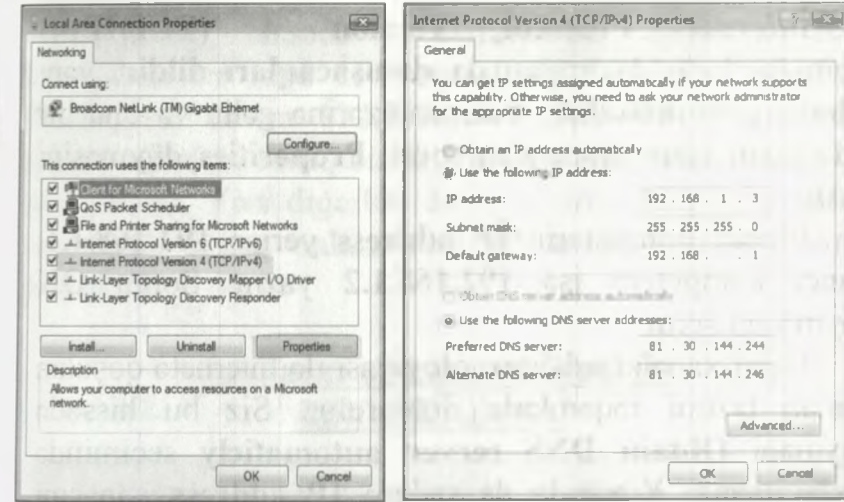 Local Area Connection Properties
Networking
Connect using:
Broadcom NetLink (TM) Gigabit Ethernet
Configure...
This connection uses the following items:
Client for Microsoft Networks
QoS Packet Scheduler
File and Printer Sharing for Microsoft Networks
Internet Protocol Version 6 (TCP/IPv6)
Internet Protocol Version 4 (TCP/IPv4)
Link-Layer Topology Discovery Mapper I/O Driver
Link-Layer Topology Discovery Responder
Install...
Uninstall
Properties
Description
Allows your computer to access resources on a Microsoft
network.
OK
Cancel
Internet Protocol Version 4 (TCP/IPv4) Properties
General
You can get IP settings assigned automatically if your network supports
this capability. Otherwise, you need to ask your network administrator
for the appropriate IP settings.
Obtain an IP address automatically
Use the following IP address:
IP address: 192 . 168 . 1 . 3
Subnet mask: 255 . 255 . 255 . 0
Default gateway: 192 . 168 . . 1
Obtain DNS server address automatically
Use the following DNS server addresses:
Preferred DNS server: 81 . 30 . 144 . 244
Alternate DNS server: 81 . 30 . 144 . 246
Advanced...
OK
Cancel